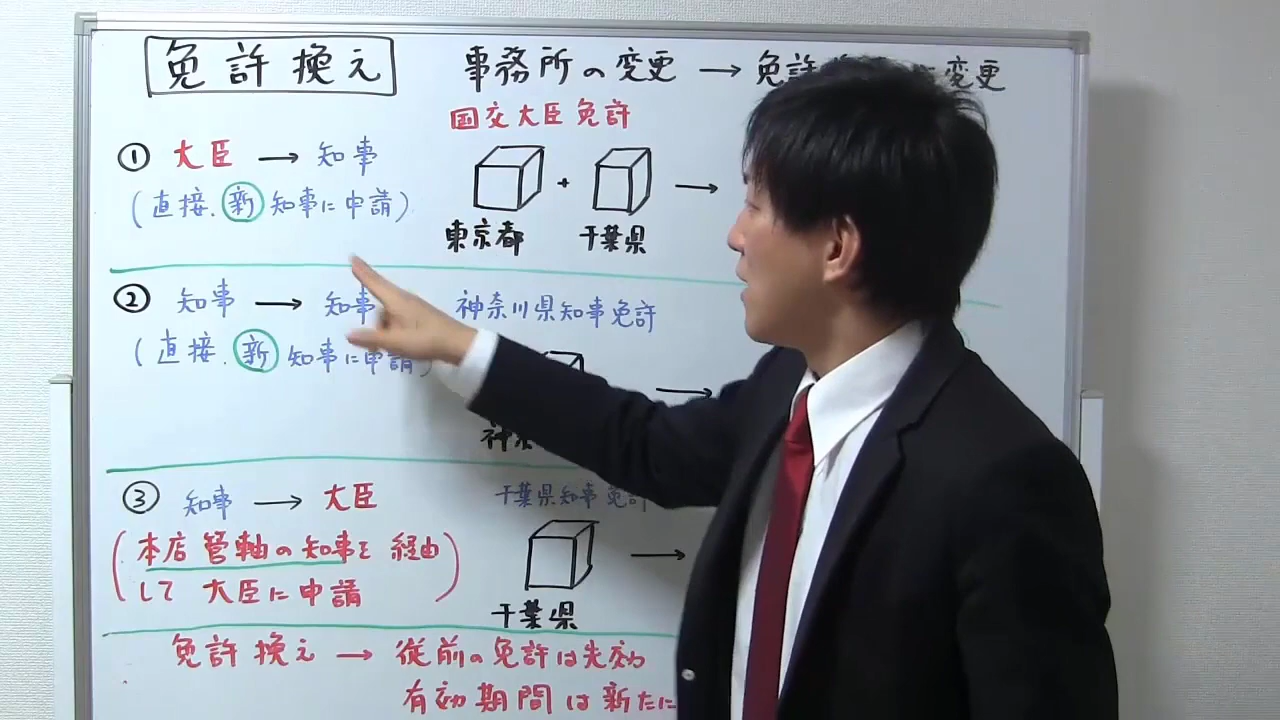 免許換え
事務所の変更 → 免許
変更
国交大臣免許
① 大臣 → 知事
(直接、新 知事に申請)
+ →
東京都 千葉県
② 知事 → 知事
(直接、新 知事に申請)
神奈川県知事免許
→
神奈
③ 知事 → 大臣
(本店管轄の知事を経由
して 大臣に申請
千葉県知事免許
→
千葉県
免許換え → 従前の免許は失効
有効期間は新たに